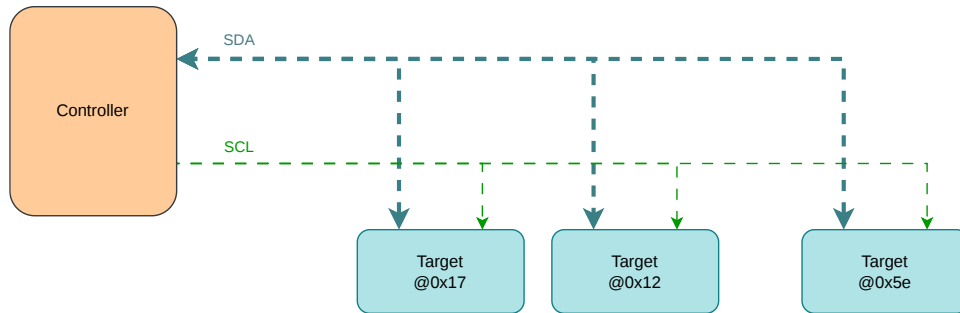 SDA
Controller
SCL
Target
@0x17
Target
@0x12
Target
@0x5e